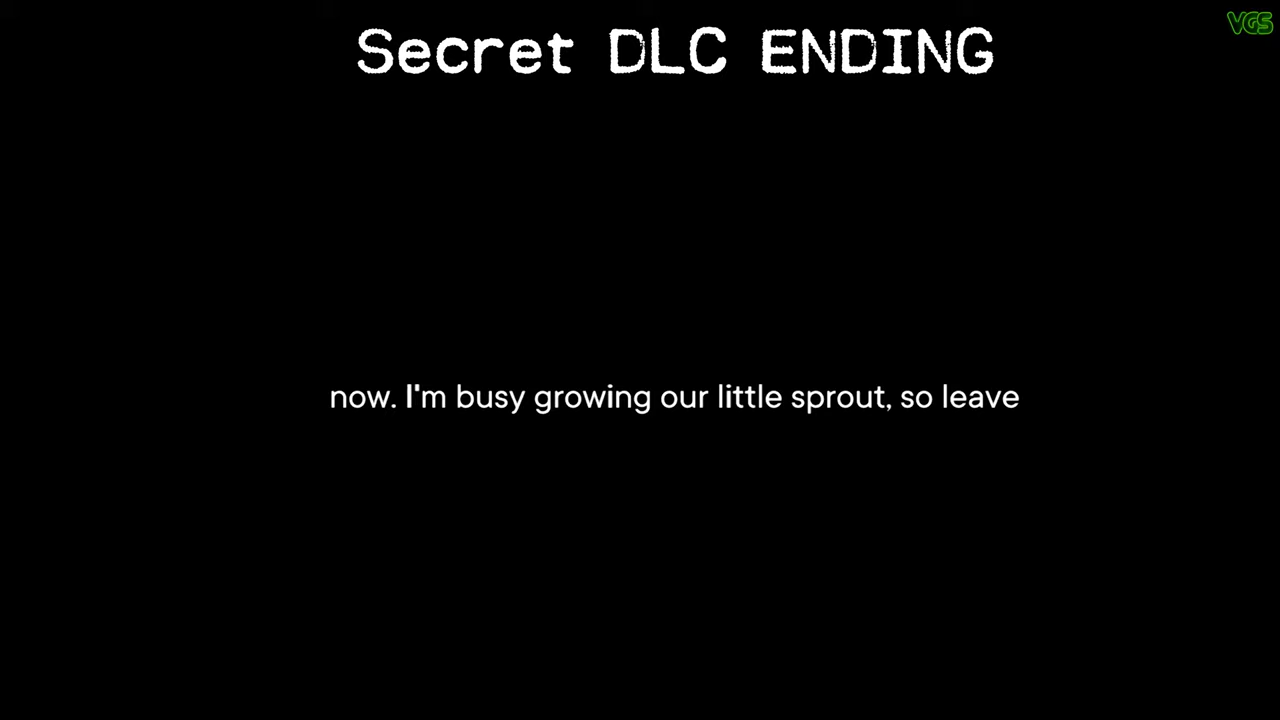 VGS
Secret DLC ENDING
now. I'm busy growing our little sprout, so leave